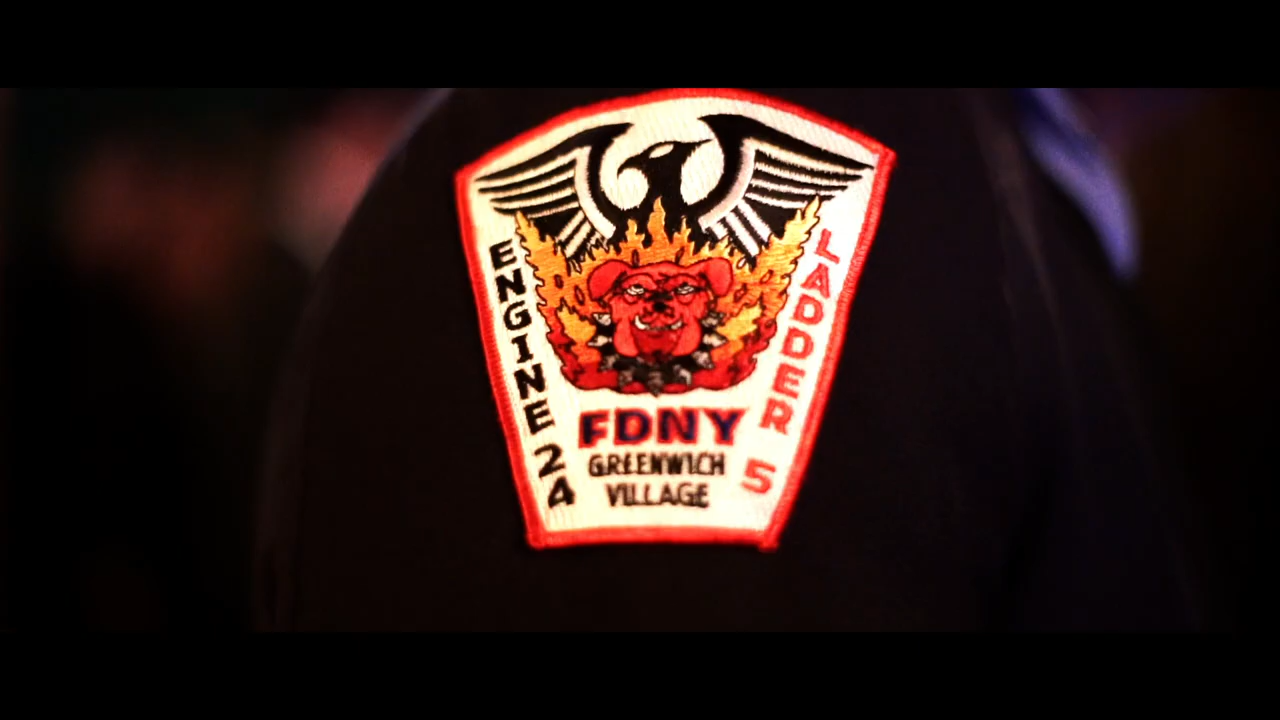 ENGINE 24
LADDER 5
FDNY
GREENWICH
VILLAGE